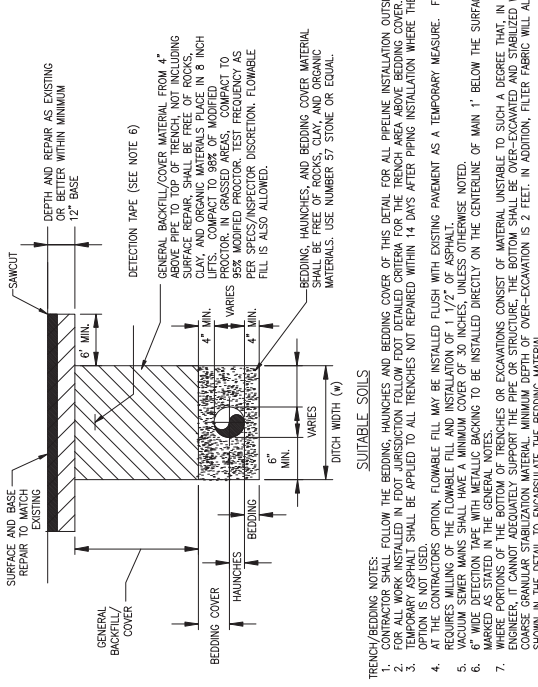 SAWCUT
SURFACE AND BASE
REPAIR TO MATCH
EXISTING
DEPTH AND REPAIR AS EXISTING
OR BETTER WITHIN MINIMUM
12" BASE
6" MIN.
DETECTION TAPE (SEE NOTE 6)
GENERAL
BACKFILL/
COVER
GENERAL BACKFILL/COVER MATERIAL FROM 4"
ABOVE PIPE TO TOP OF TRENCH, NOT INCLUDING
SURFACE REPAIR, SHALL BE FREE OF ROCKS,
CLAY, AND ORGANIC MATERIALS PLACE IN 8 INCH
LIFTS. COMPACT TO 98% OF MODIFIED
PROCTOR. IN GRASSED AREAS, COMPACT TO
95% MODIFIED PROCTOR. TEST FREQUENCY AS
PER SPECS/INSPECTOR DISCRETION. FLOWABLE
FILL IS ALSO ALLOWED.
4" MIN.
VARIES
4" MIN.
BEDDING COVER
HAUNCHES
BEDDING
6"
MIN.
VARIES
DITCH WIDTH (w)
BEDDING, HAUNCHES, AND BEDDING COVER MATERIAL
SHALL BE FREE OF ROCKS, CLAY, AND ORGANIC
MATERIALS. USE NUMBER 57 STONE OR EQUAL.
SUITABLE SOILS
TRENCH/BEDDING NOTES:
1. CONTRACTOR SHALL FOLLOW THE BEDDING, HAUNCHES AND BEDDING COVER OF THIS DETAIL FOR ALL PIPELINE INSTALLATION OUTSI
2. FOR ALL WORK INSTALLED IN FDOT JURISDICTION FOLLOW FDOT DETAILED CRITERIA FOR THE TRENCH AREA ABOVE BEDDING COVER.
3. TEMPORARY ASPHALT SHALL BE APPLIED TO ALL TRENCHES NOT REPAIRED WITHIN 14 DAYS AFTER PIPING INSTALLATION WHERE THE
OPTION IS NOT USED.
4. AT THE CONTRACTORS OPTION, FLOWABLE FILL MAY BE INSTALLED FLUSH WITH EXISTING PAVEMENT AS A TEMPORARY MEASURE. F
REQUIRES MILLING OF THE FLOWABLE FILL AND INSTALLATION OF 1 1/2" OF ASPHALT.
5. VACUUM SEWER MAINS SHALL HAVE A MINIMUM COVER OF 30 INCHES, UNLESS OTHERWISE NOTED.
6. 6" WIDE DETECTION TAPE WITH METALLIC BACKING TO BE INSTALLED DIRECTLY ON THE CENTERLINE OF MAIN 1' BELOW THE SURFAC
MARKED AS STATED IN THE GENERAL NOTES.
7. WHERE PORTIONS OF THE BOTTOM OF TRENCHES OR EXCAVATIONS CONSIST OF MATERIAL UNSTABLE TO SUCH A DEGREE THAT, IN
ENGINEER, IT CANNOT ADEQUATELY SUPPORT THE PIPE OR STRUCTURE, THE BOTTOM SHALL BE OVER-EXCAVATED AND STABILIZED
COARSE GRANULAR STABILIZATION MATERIAL. MINIMUM DEPTH OF OVER-EXCAVATION IS 2 FEET. IN ADDITION, FILTER FABRIC WILL AL
SHOWN IN THE DETAIL TO ENCAPSULATE THE BEDDING MATERIAL